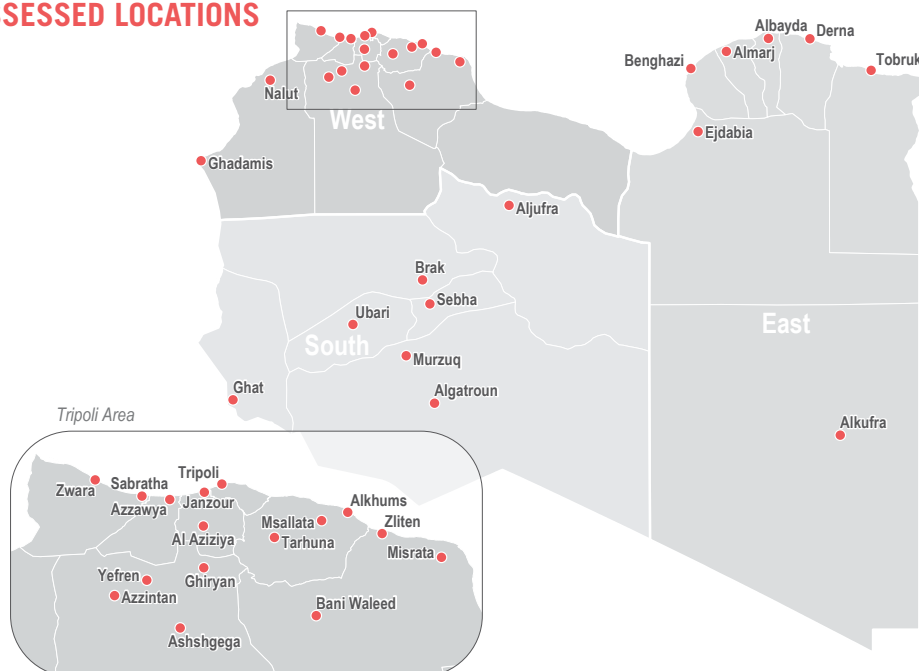 SSESSED LOCATIONS
Albayda
Derna
Benghazi
Almarj
Tobruk
Nalut
West
Ejdabia
Ghadamis
Aljufra
Brak
Sebha
Ubari
East
South
Murzuq
Ghat
Algatroun
Alkufra
Tripoli Area
Tripoli
Sabratha
Zwara
Alkhums
Azzawya
Janzour
Msallata
Zliten
Al Aziziya
Tarhuna
Misrata
Yefren
Ghiryan
Azzintan
Bani Waleed
Ashshgega